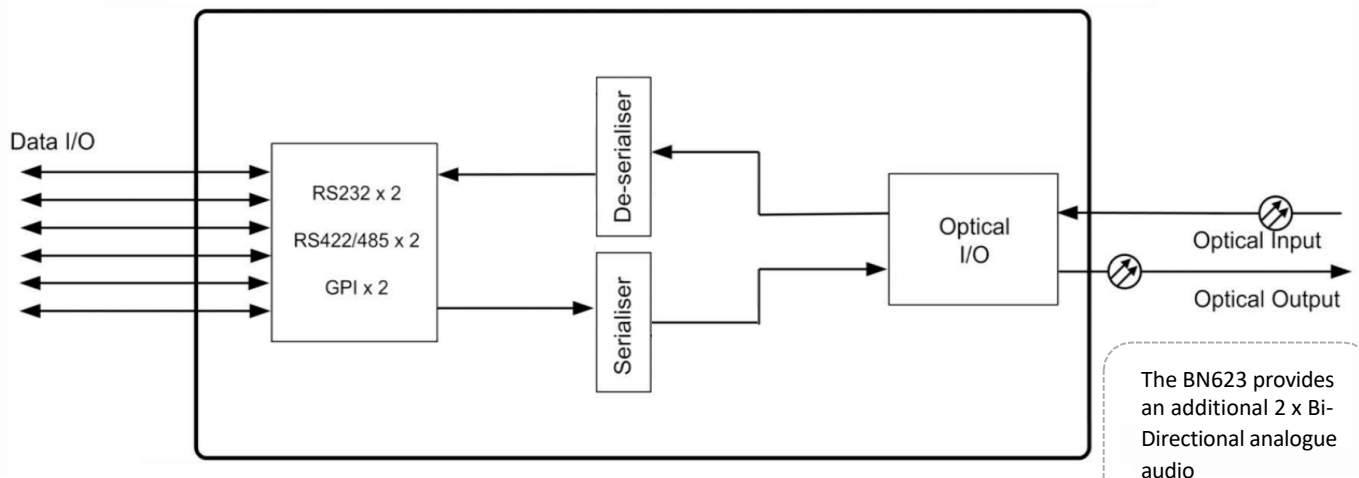 Data I/O
RS232 x 2
RS422/485 x 2
GPI x 2
De-serialiser
Serialiser
Optical
I/O
Optical Input
Optical Output
The BN623 provides
an additional 2 x Bi-
Directional analogue
audio